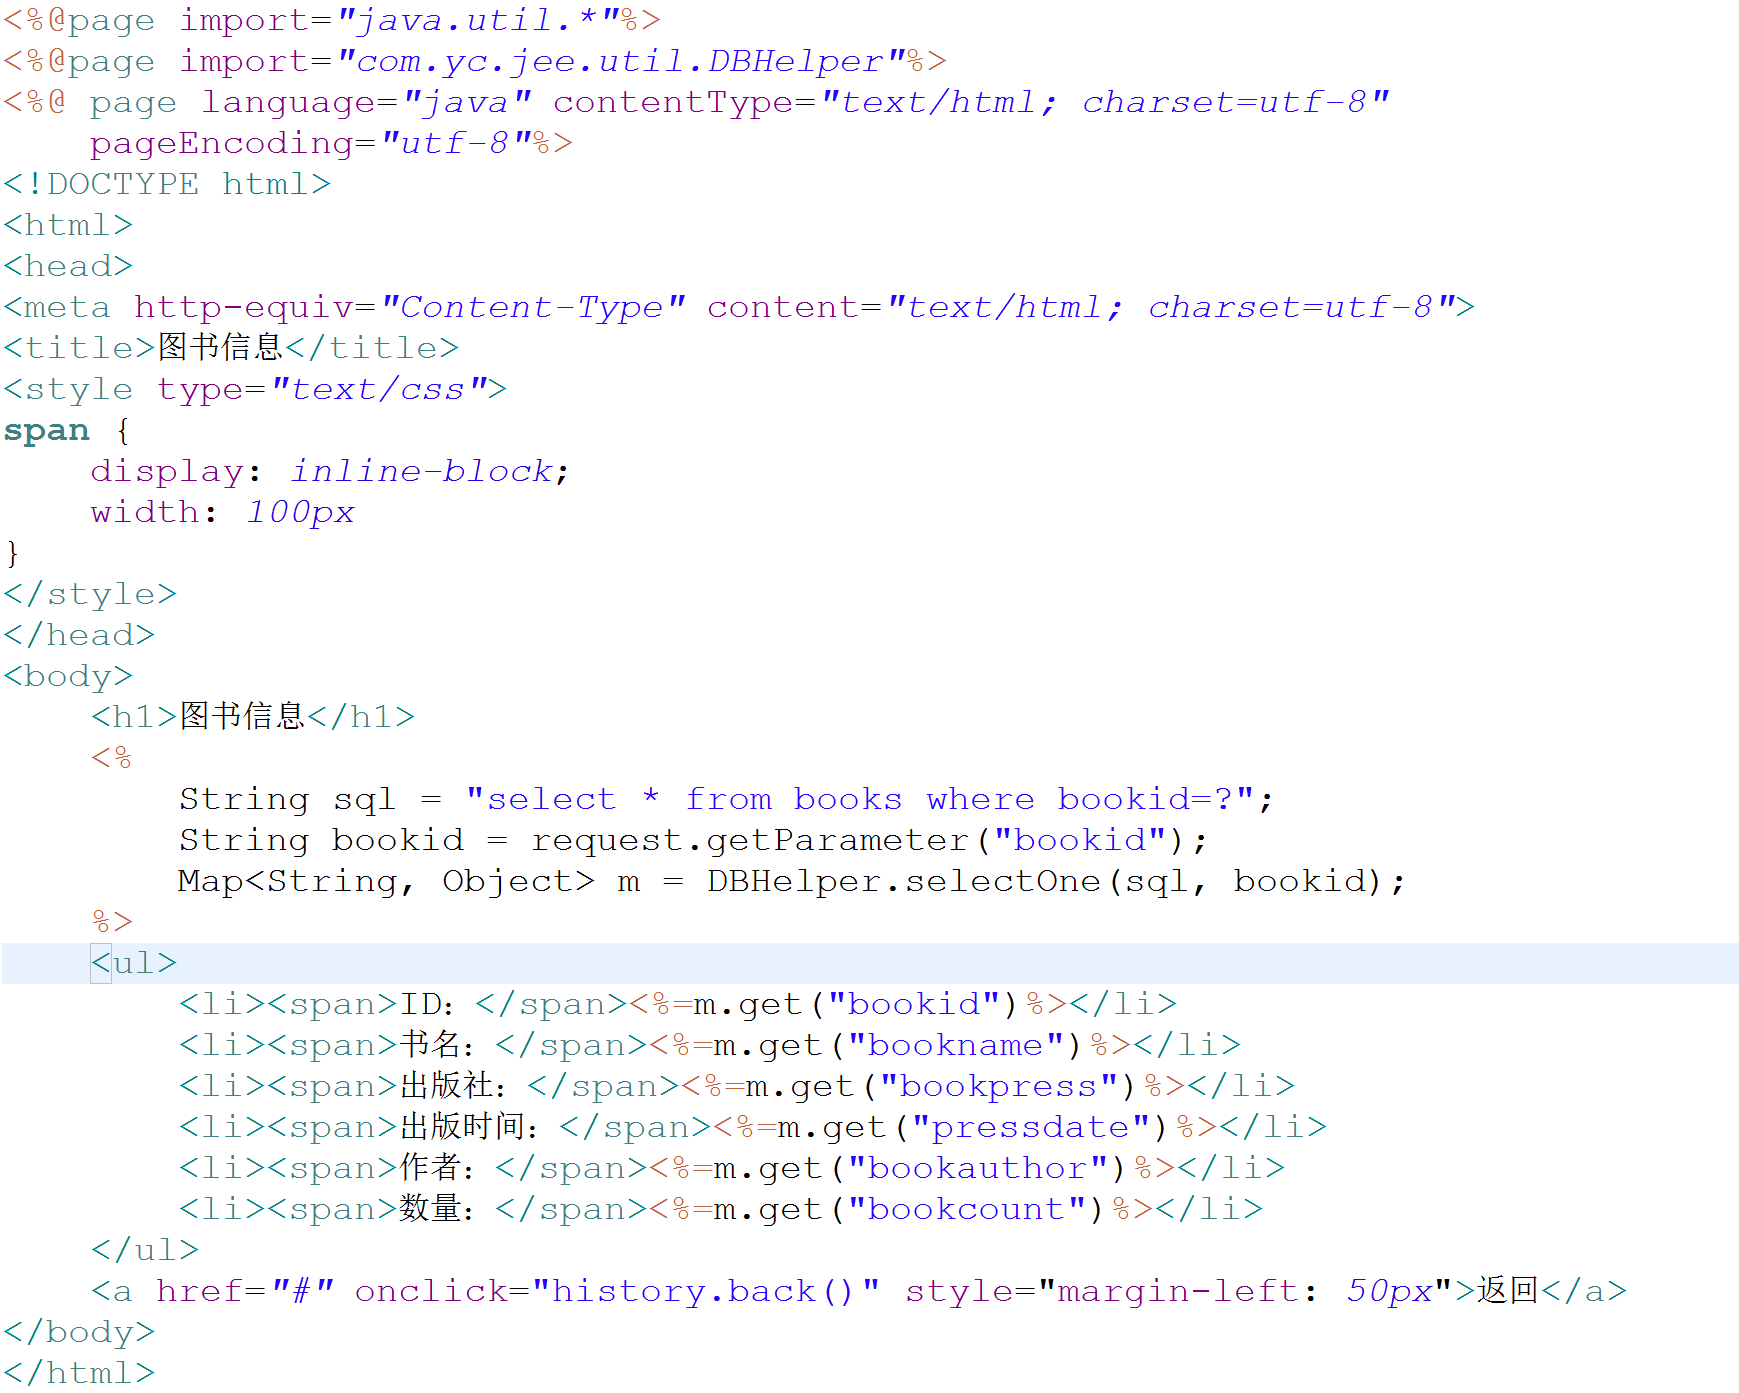 <%@page import="java.util.*"%>
<%@page import="com.yc.jee.util.DBHelper"%>
<%@ page language="java" contentType="text/html; charset=utf-8"
    pageEncoding="utf-8"%>
<!DOCTYPE html>
<html>
<head>
<meta http-equiv="Content-Type" content="text/html; charset=utf-8">
<title>图书信息</title>
<style type="text/css">
span {
    display: inline-block;
    width: 100px
}
</style>
</head>
<body>
    <h1>图书信息</h1>
    <%
        String sql = "select * from books where bookid=?";
        String bookid = request.getParameter("bookid");
        Map<String, Object> m = DBHelper.selectOne(sql, bookid);
    %>
    <ul>
        <li><span>ID：</span><%=m.get("bookid")%></li>
        <li><span>书名：</span><%=m.get("bookname")%></li>
        <li><span>出版社：</span><%=m.get("bookpress")%></li>
        <li><span>出版时间：</span><%=m.get("pressdate")%></li>
        <li><span>作者：</span><%=m.get("bookauthor")%></li>
        <li><span>数量：</span><%=m.get("bookcount")%></li>
    </ul>
    <a href="#" onclick="history.back()" style="margin-left: 50px">返回</a>
</body>
</html>